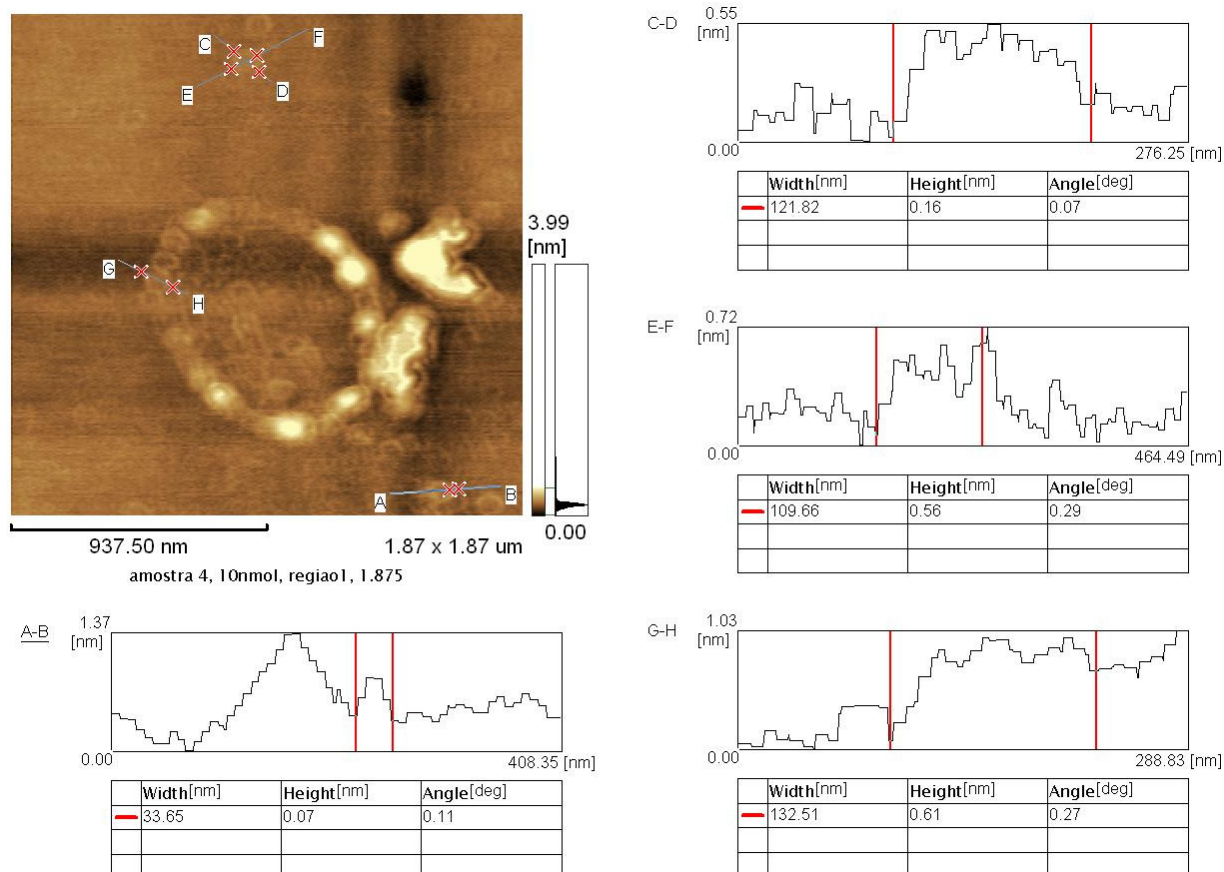 C
F
E
D
G
H
A
B
3.99
[nm]
0.00
937.50 nm
1.87 x 1.87 um
amostra 4, 10nmol, regiao1, 1.875
A-B
1.37
[nm]
0.00
408.35 [nm]
Width[nm] Height[nm] Angle[deg]
33.65 0.07 0.11
C-D
0.55
[nm]
0.00
276.25 [nm]
Width[nm] Height[nm] Angle[deg]
121.82 0.16 0.07
E-F
0.72
[nm]
0.00
464.49 [nm]
Width[nm] Height[nm] Angle[deg]
109.66 0.56 0.29
G-H
1.03
[nm]
0.00
288.83 [nm]
Width[nm] Height[nm] Angle[deg]
132.51 0.61 0.27